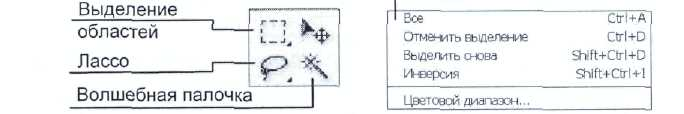 Выделение
областей
Лассо
Волшебная палочка
Все Ctrl+A
Отменить выделение Ctrl+D
Выделить снова Shift+Ctrl+D
Инверсия Shift+Ctrl+I
Цветовой диапазон...